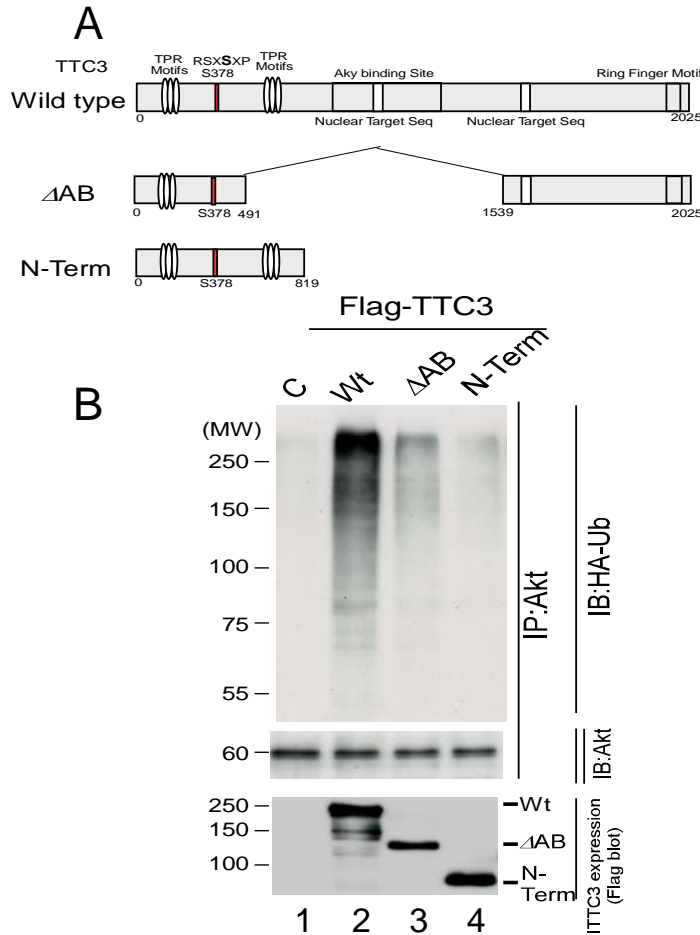 A
TTC3
TPR
Motifs
RSXSXP
S378
TPR
Motifs
Aky binding Site
Ring Finger Motif
Wild type
0
Nuclear Target Seq
Nuclear Target Seq
2025
ΔAB
0
S378
491
1539
2025
N-Term
0
S378
819
Flag-TTC3
B
C
Wt
ΔAB
N-Term
(MW)
250
150
100
75
55
IP:Akt
IB:HA-Ub
60
IB:Akt
250
150
100
Wt
ΔAB
N-
Term
TTC3 expression
(Flag blot)
1 2 3 4